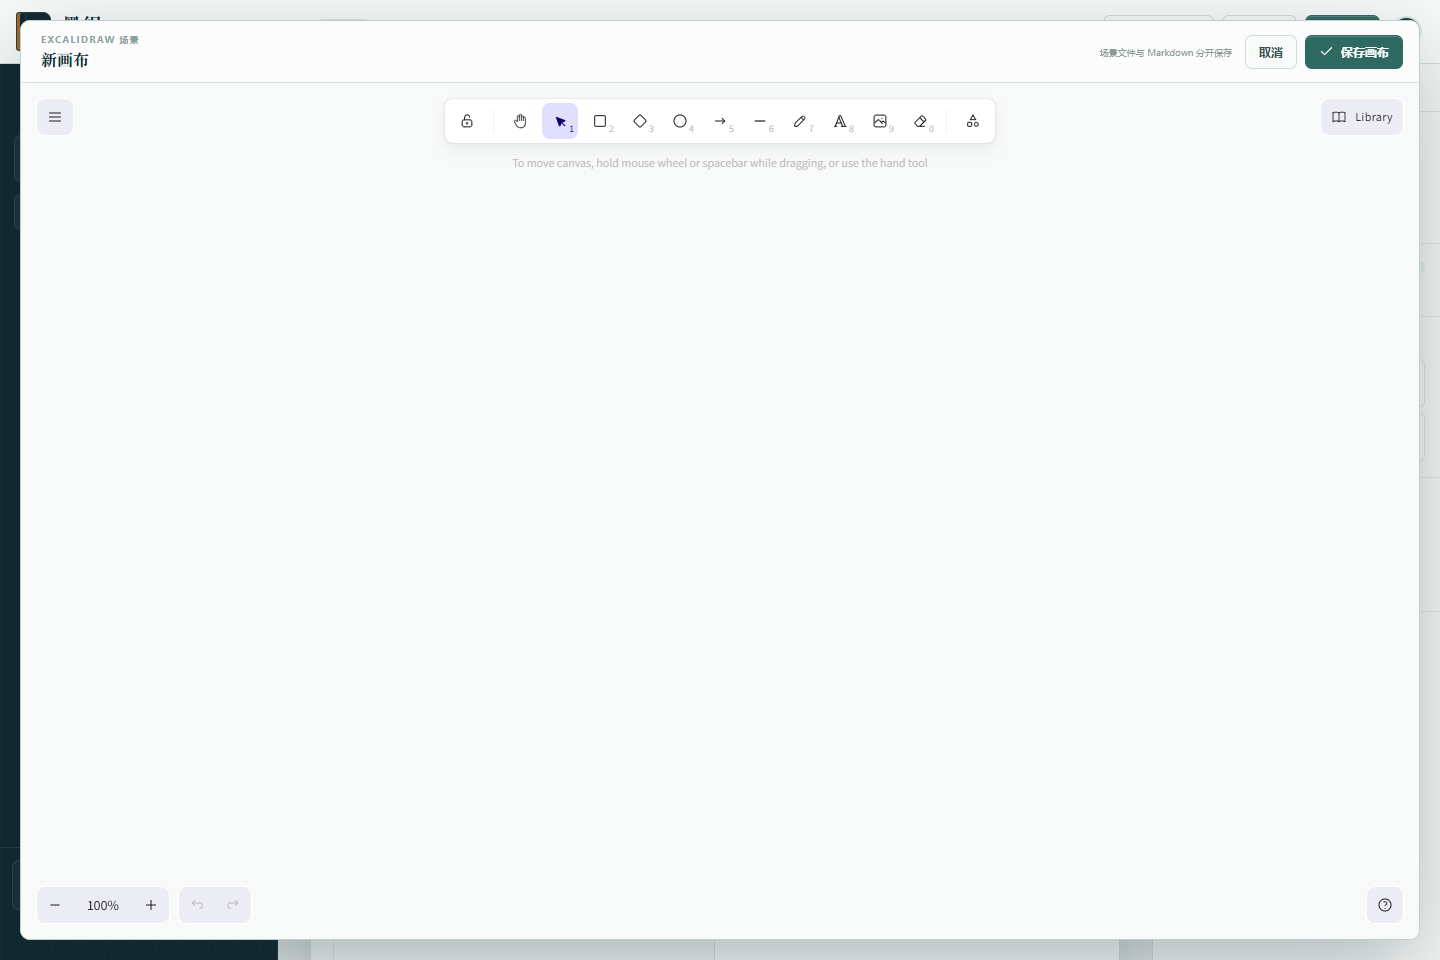 EXCALIDRAW 场景
新画布
场景文件与 Markdown 分开保存
取消
保存画布
1
2
3
4
5
6
7
8
9
0
Library
To move canvas, hold mouse wheel or spacebar while dragging, or use the hand tool
100%